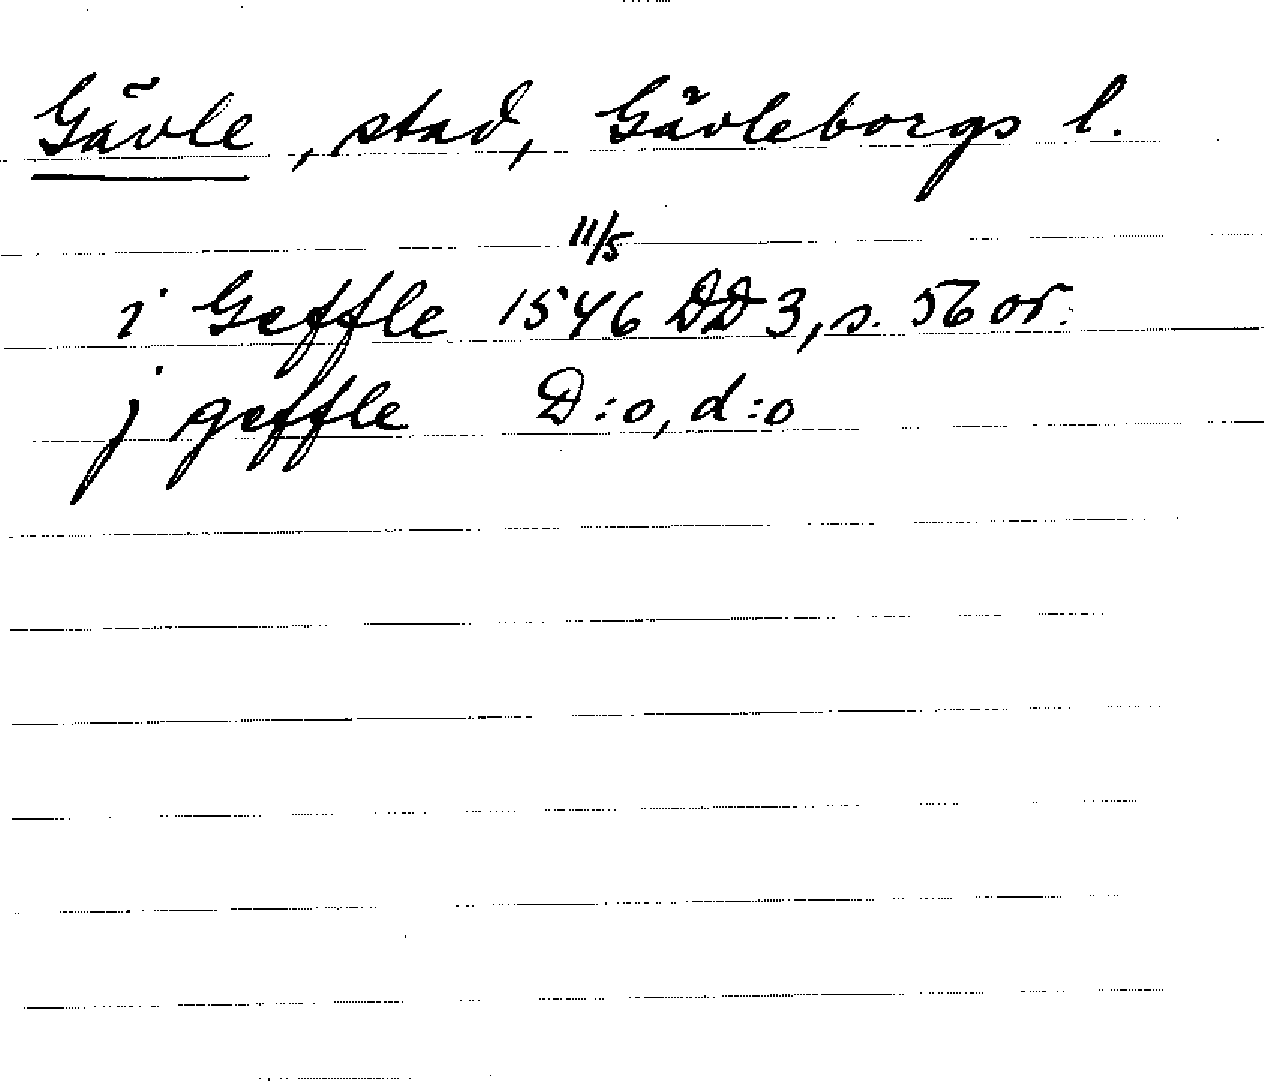 Gävle, stad, Gävleborgs l.
11/5
i Geffle 1546 DD 3, s. 56 or.
j geffle D:o, d:o